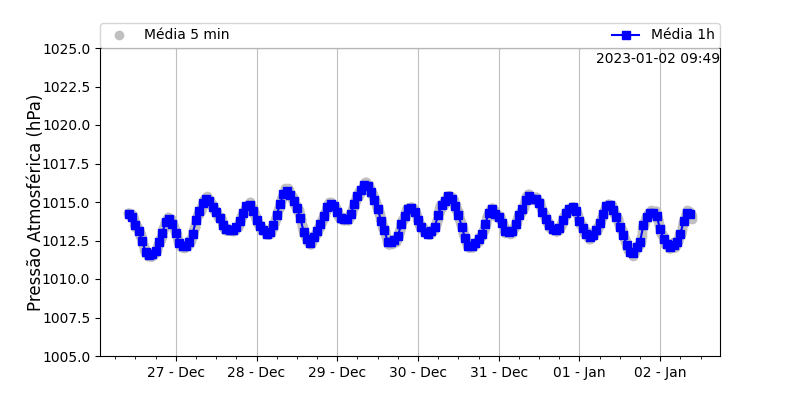 Média 5 min
Média 1h
2023-01-02 09:49
Pressão Atmosférica (hPa)
1025.0
1022.5
1020.0
1017.5
1015.0
1012.5
1010.0
1007.5
1005.0
27 - Dec
28 - Dec
29 - Dec
30 - Dec
31 - Dec
01 - Jan
02 - Jan